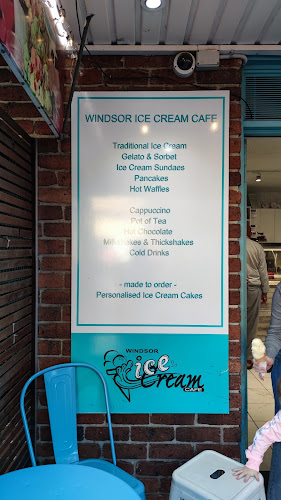 WINDSOR ICE CREAM CAFE
Traditional Ice Cream
Gelato & Sorbet
Ice Cream Sundaes
Pancakes
Hot Waffles
Cappuccino
Pot of Tea
Hot Chocolate
Milkshakes & Thickshakes
Cold Drinks
- made to order -
Personalised Ice Cream Cakes
WINDSOR
ice
Cream
CAFE